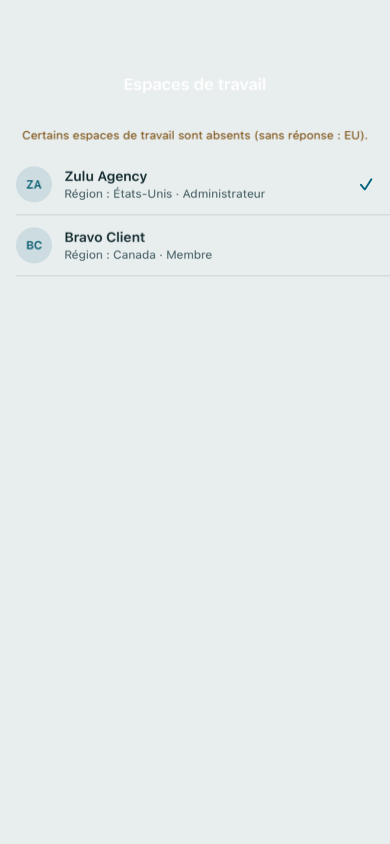 Espaces de travail
Certains espaces de travail sont absents (sans réponse : EU).
ZA
Zulu Agency
Région : États-Unis · Administrateur
BC
Bravo Client
Région : Canada · Membre